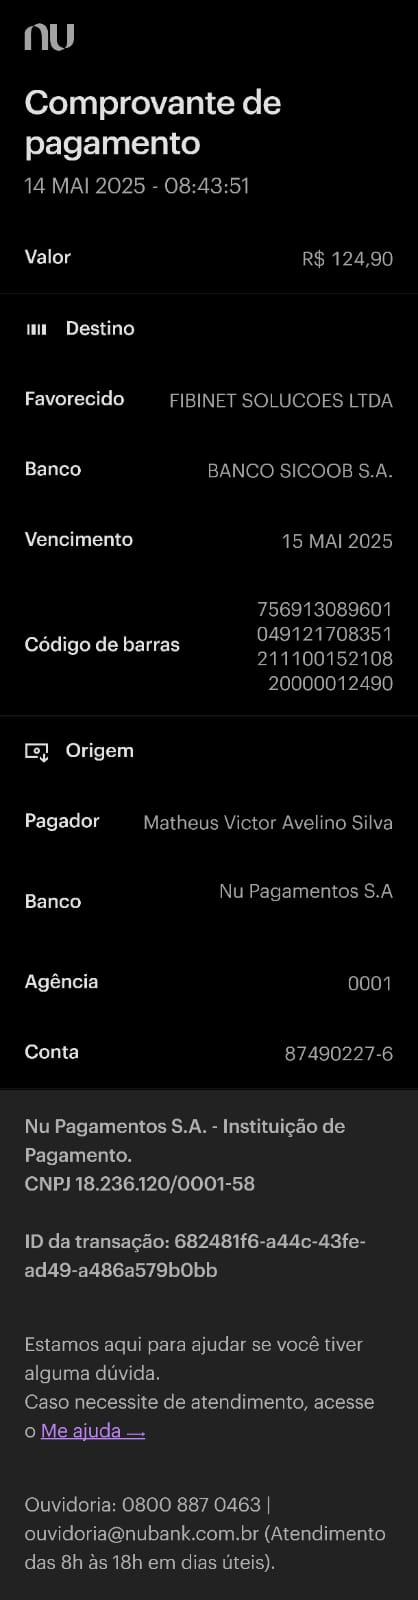 nu
Comprovante de
pagamento
14 MAI 2025 - 08:43:51
Valor R$ 124,90
Destino
Favorecido FIBINET SOLUCOES LTDA
Banco BANCO SICOOB S.A.
Vencimento 15 MAI 2025
Código de barras
756913089601
049121708351
211100152108
20000012490
Origem
Pagador Matheus Victor Avelino Silva
Banco Nu Pagamentos S.A
Agência 0001
Conta 87490227-6
Nu Pagamentos S.A. - Instituição de
Pagamento.
CNPJ 18.236.120/0001-58
ID da transação: 682481f6-a44c-43fe-
ad49-a486a579b0bb
Estamos aqui para ajudar se você tiver
alguma dúvida.
Caso necessite de atendimento, acesse
o Me ajuda →
Ouvidoria: 0800 887 0463 |
ouvidoria@nubank.com.br (Atendimento
das 8h às 18h em dias úteis).